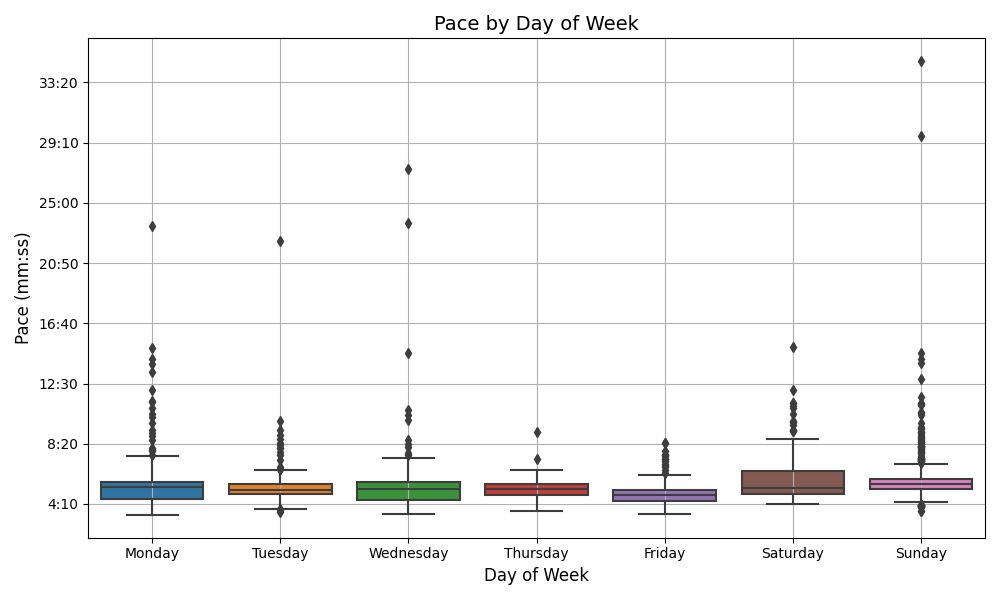 Pace by Day of Week
Pace (mm:ss)
33:20
29:10
25:00
20:50
16:40
12:30
8:20
4:10
Monday Tuesday Wednesday Thursday Friday Saturday Sunday
Day of Week